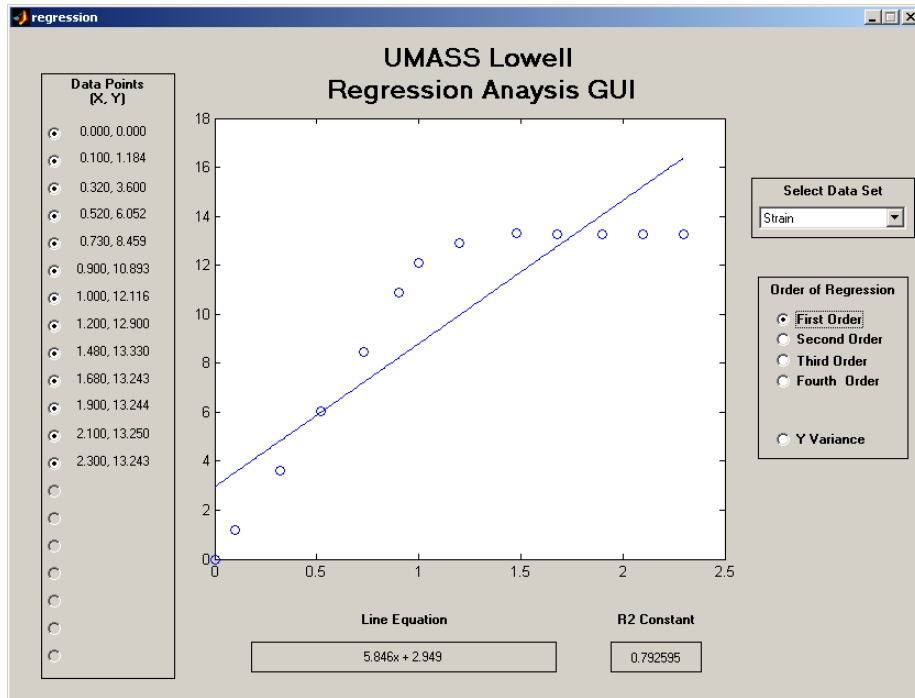 regression
UMASS Lowell
Regression Anaysis GUI
Data Points
(X, Y)
0.000, 0.000
0.100, 1.184
0.320, 3.600
0.520, 6.052
0.730, 8.459
0.900, 10.893
1.000, 12.116
1.200, 12.900
1.480, 13.330
1.680, 13.243
1.900, 13.244
2.100, 13.250
2.300, 13.243
18
16
14
12
10
8
6
4
2
0
0
0.5
1
1.5
2
2.5
Select Data Set
Strain
Order of Regression
First Order
Second Order
Third Order
Fourth Order
Y Variance
Line Equation
5.846x + 2.949
R2 Constant
0.792595